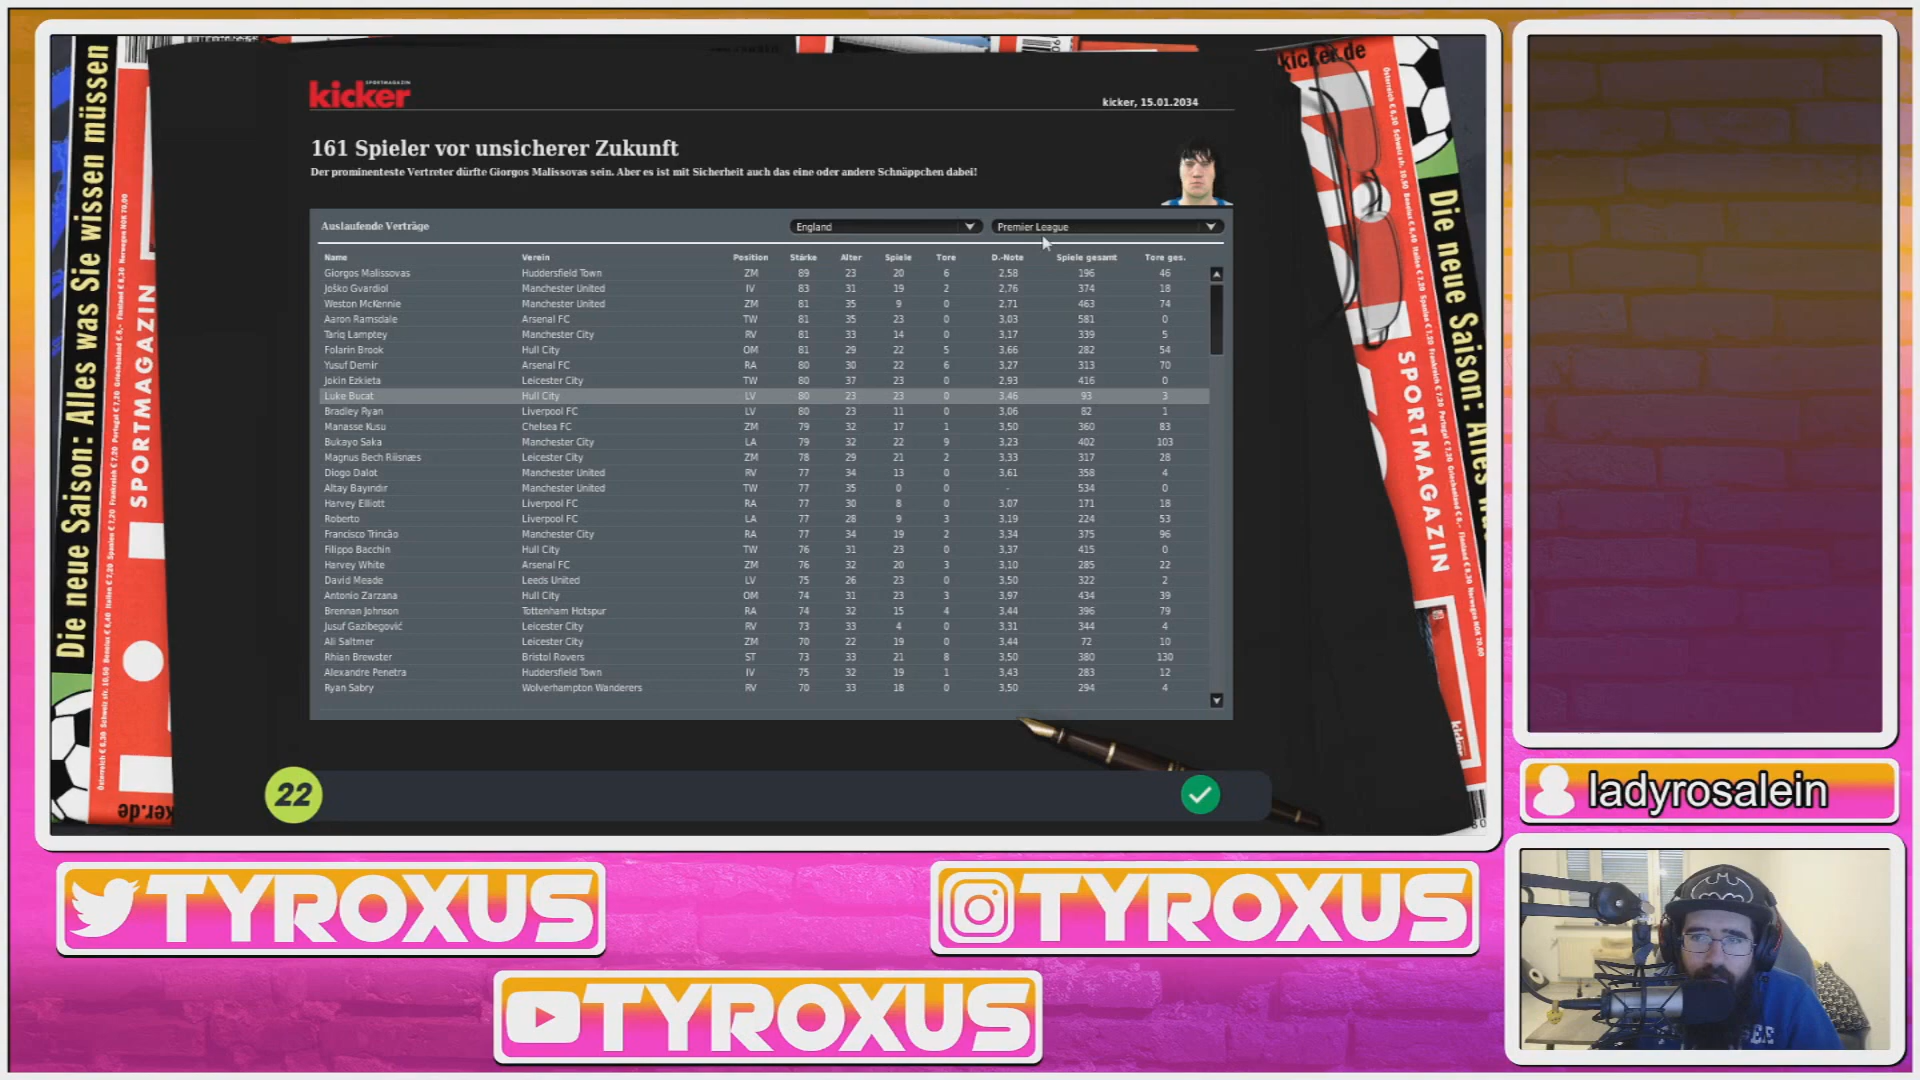 kicker
SPORTMAGAZIN
kicker, 15.01.2034
161 Spieler vor unsicherer Zukunft
Der prominenteste Vertreter dürfte Giorgos Malissovas sein. Aber es ist mit Sicherheit auch das eine oder andere Schnäppchen dabei!
Auslaufende Verträge England Premier League
Name Verein Position Stärke Alter Spiele Tore D.-Note Spiele gesamt Tore ges.
Giorgos Malissovas Huddersfield Town ZM 89 23 20 6 2,58 196 46
Joško Gvardiol Manchester United IV 83 31 19 2 2,76 374 18
Weston McKennie Manchester United ZM 81 35 9 0 2,71 463 74
Aaron Ramsdale Arsenal FC TW 81 35 23 0 3,03 581 0
Tariq Lamptey Manchester City RV 81 33 14 0 3,17 339 5
Folarin Brook Hull City OM 81 29 22 5 3,66 282 54
Yusuf Demir Arsenal FC RA 80 30 22 6 3,27 313 70
Jokin Ezkieta Leicester City TW 80 37 23 0 2,93 416 0
Luke Bucat Hull City LV 80 23 23 0 3,46 93 3
Bradley Ryan Liverpool FC LV 80 23 11 0 3,06 82 1
Manasse Kusu Chelsea FC ZM 79 32 17 1 3,50 360 83
Bukayo Saka Manchester City LA 79 32 22 9 3,23 402 103
Magnus Bech Riisnæs Leicester City ZM 78 29 21 2 3,33 317 28
Diogo Dalot Manchester United RV 77 34 13 0 3,61 358 4
Altay Bayındır Manchester United TW 77 35 0 0 - 534 0
Harvey Elliott Liverpool FC RA 77 30 8 0 3,07 171 18
Roberto Liverpool FC LA 77 28 9 3 3,19 224 53
Francisco Trincão Manchester City RA 77 34 19 2 3,34 375 96
Filippo Bacchin Hull City TW 76 31 23 0 3,37 415 0
Harvey White Arsenal FC ZM 76 32 20 3 3,10 285 22
David Meade Leeds United LV 75 26 23 0 3,50 322 2
Antonio Zarzana Hull City OM 74 31 23 3 3,97 434 39
Brennan Johnson Tottenham Hotspur RA 74 32 15 4 3,44 396 79
Jusuf Gazibegović Leicester City RV 73 33 4 0 3,31 344 4
Ali Saltmer Leicester City ZM 70 22 19 0 3,44 72 10
Rhian Brewster Bristol Rovers ST 73 33 21 8 3,50 380 130
Alexandre Penetra Huddersfield Town IV 75 32 19 1 3,43 283 12
Ryan Sabry Wolverhampton Wanderers RV 70 33 18 0 3,50 294 4
22
Die neue Saison: Alles was Sie wissen müssen
SPORTMAGAZIN
kicker.de
Die neue Saison: Alles w
SPORTMAGAZIN
kicker
ladyrosalein
TYROXUS
TYROXUS
TYROXUS